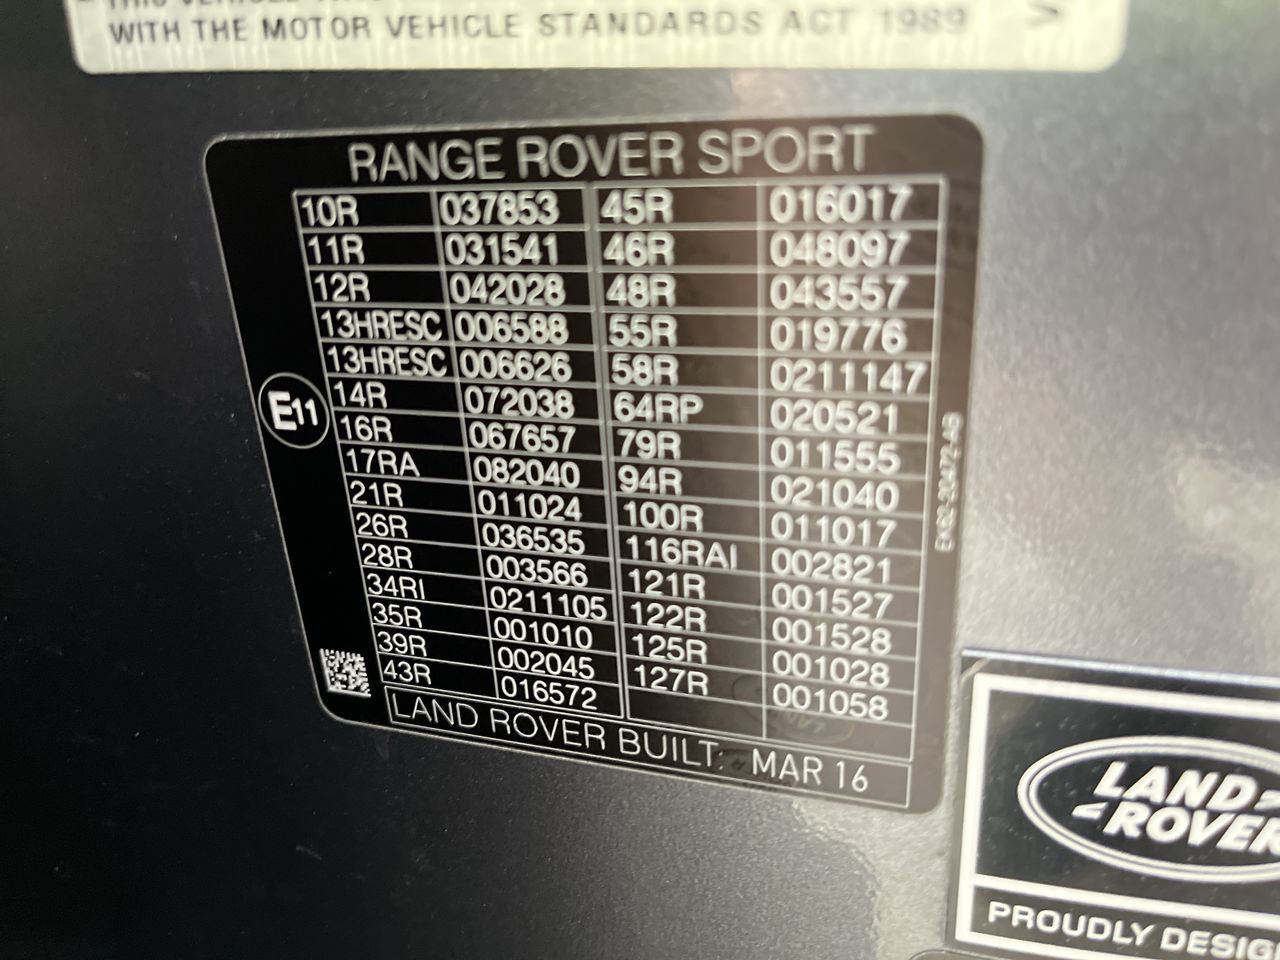 WITH THE MOTOR VEHICLE STANDARDS ACT 1989
RANGE ROVER SPORT
10R 037853 45R 016017
11R 031541 46R 048097
12R 042028 48R 043557
13HRESC 006588 55R 019776
13HRESC 006626 58R 0211147
14R 072038 64RP 020521
16R 067657 79R 011555
17RA 082040 94R 021040
21R 011024 100R 011017
26R 036535 116RAI 002821
28R 003566 121R 001527
34RI 0211105 122R 001528
35R 001010 125R 001028
39R 002045 127R 001058
43R 016572
E11
LAND ROVER BUILT: MAR 16
LAND
ROVER
PROUDLY